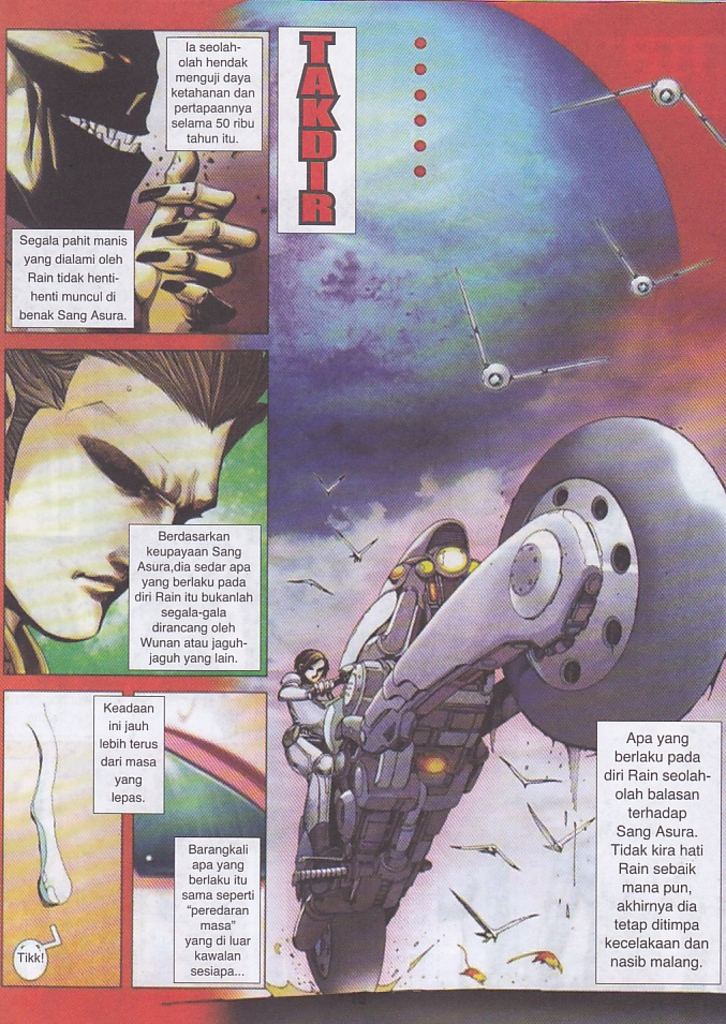 Ia seolah-
olah hendak
menguji daya
ketahanan dan
pertapaannya
selama 50 ribu
tahun itu.
Segala pahit manis
yang dialami oleh
Rain tidak henti-
henti muncul di
benak Sang Asura.
TAKDIR
Berdasarkan
keupayaan Sang
Asura,dia sedar apa
yang berlaku pada
diri Rain itu bukanlah
segala-gala
dirancang oleh
Wunan atau jaguh-
jaguh yang lain.
Keadaan
ini jauh
lebih terus
dari masa
yang
lepas.
Tikk!
Barangkali
apa yang
berlaku itu
sama seperti
"peredaran
masa"
yang di luar
kawalan
sesiapa...
Apa yang
berlaku pada
diri Rain seolah-
olah balasan
terhadap
Sang Asura.
Tidak kira hati
Rain sebaik
mana pun,
akhirnya dia
tetap ditimpa
kecelakaan dan
nasib malang.